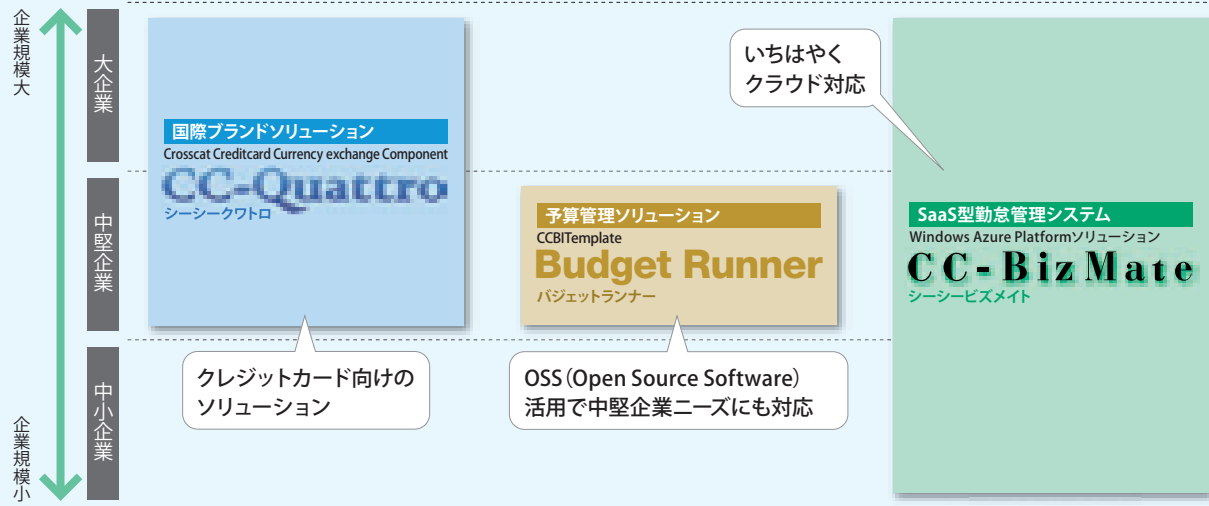 企業規模大
大企業
中堅企業
中小企業
企業規模小
国際ブランドソリューション
Crosscat Creditcard Currency exchange Component
CC-Quattro
シーシークワトロ
クレジットカード向けの
ソリューション
予算管理ソリューション
CCBITemplate
Budget Runner
バジェットランナー
OSS（Open Source Software）
活用で中堅企業ニーズにも対応
いちはやく
クラウド対応
SaaS型勤怠管理システム
Windows Azure Platformソリューション
CC-BizMate
シーシービズメイト